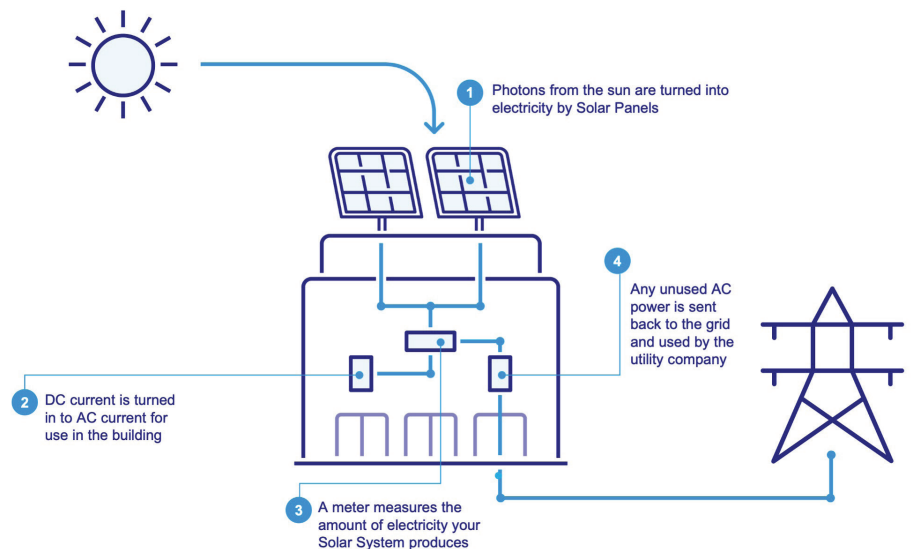 1
Photons from the sun are turned into
electricity by Solar Panels
4
Any unused AC
power is sent
back to the grid
and used by the
utility company
2
DC current is turned
in to AC current for
use in the building
3
A meter measures the
amount of electricity your
Solar System produces